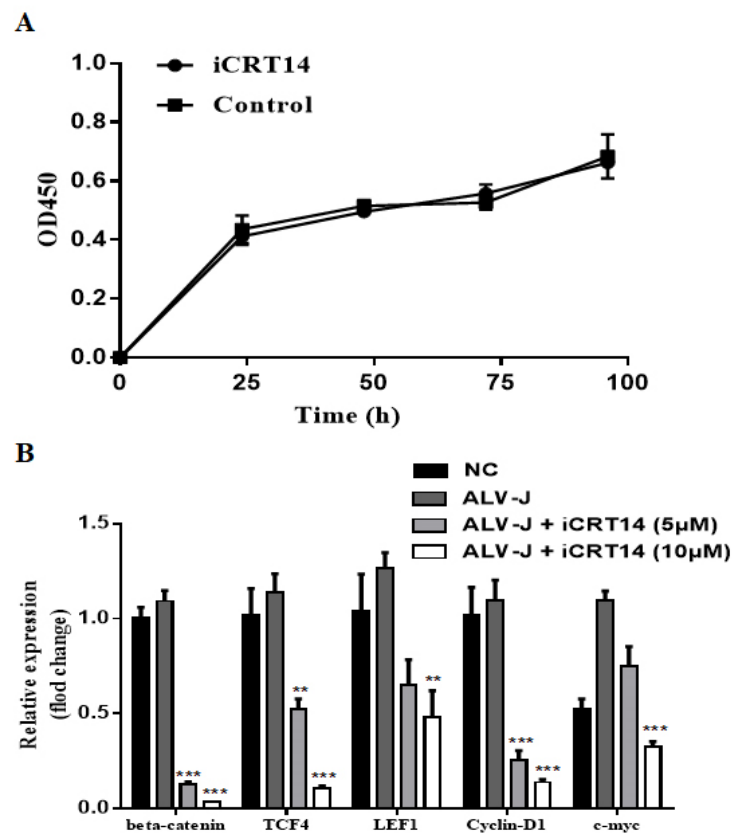 A
iCRT14
Control
1.0
0.8
0.6
0.4
0.2
0.0
OD450
0
25
50
75
100
Time (h)
B
NC
ALV-J
ALV-J + iCRT14 (5μM)
ALV-J + iCRT14 (10μM)
1.5
1.0
0.5
0.0
Relative expression
(flod change)
***
***
**
***
**
***
***
***
beta-catenin
TCF4
LEF1
Cyclin-D1
c-myc